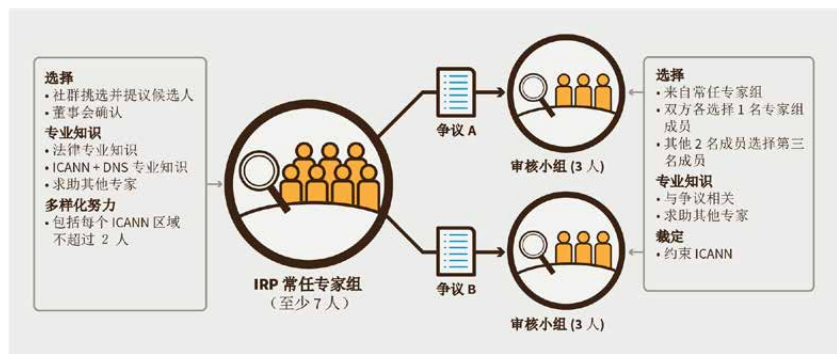 选择
• 社群挑选并提议候选人
• 董事会确认
专业知识
• 法律专业知识
• ICANN + DNS 专业知识
• 求助其他专家
多样化努力
• 包括每个 ICANN 区域
不超过 2 人
IRP 常任专家组
（至少 7 人）
争议 A
审核小组 (3 人)
争议 B
审核小组 (3 人)
选择
• 来自常任专家组
• 双方各选择 1 名专家组
成员
• 其他 2 名成员选择第三
名成员
专业知识
• 与争议相关
• 求助其他专家
裁定
• 约束 ICANN